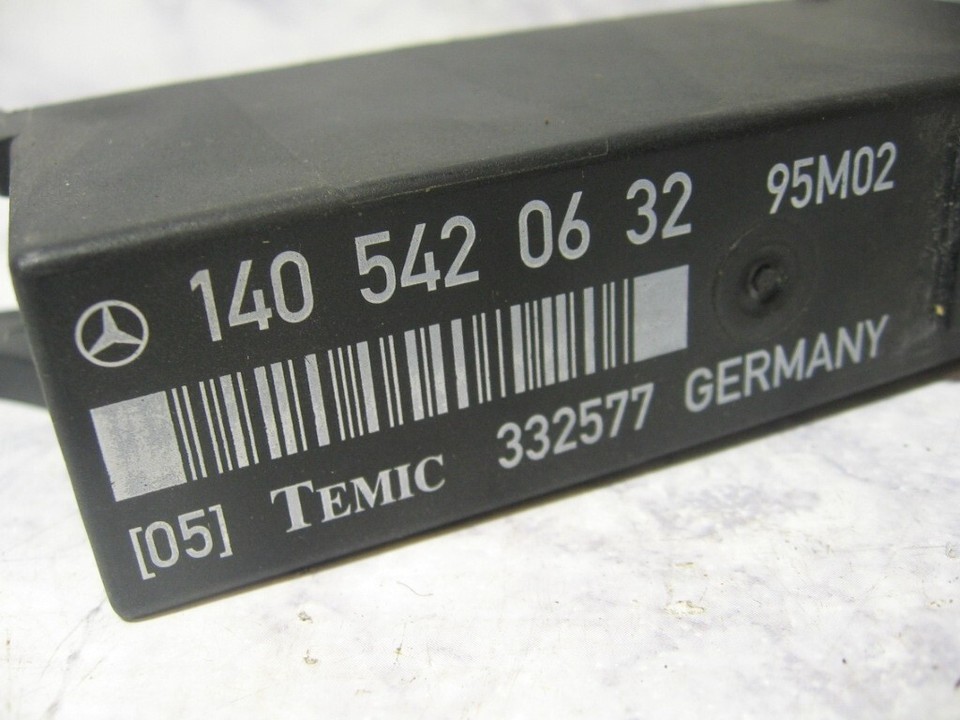 140 542 06 32 95M02
332577 GERMANY
[05] TEMIC